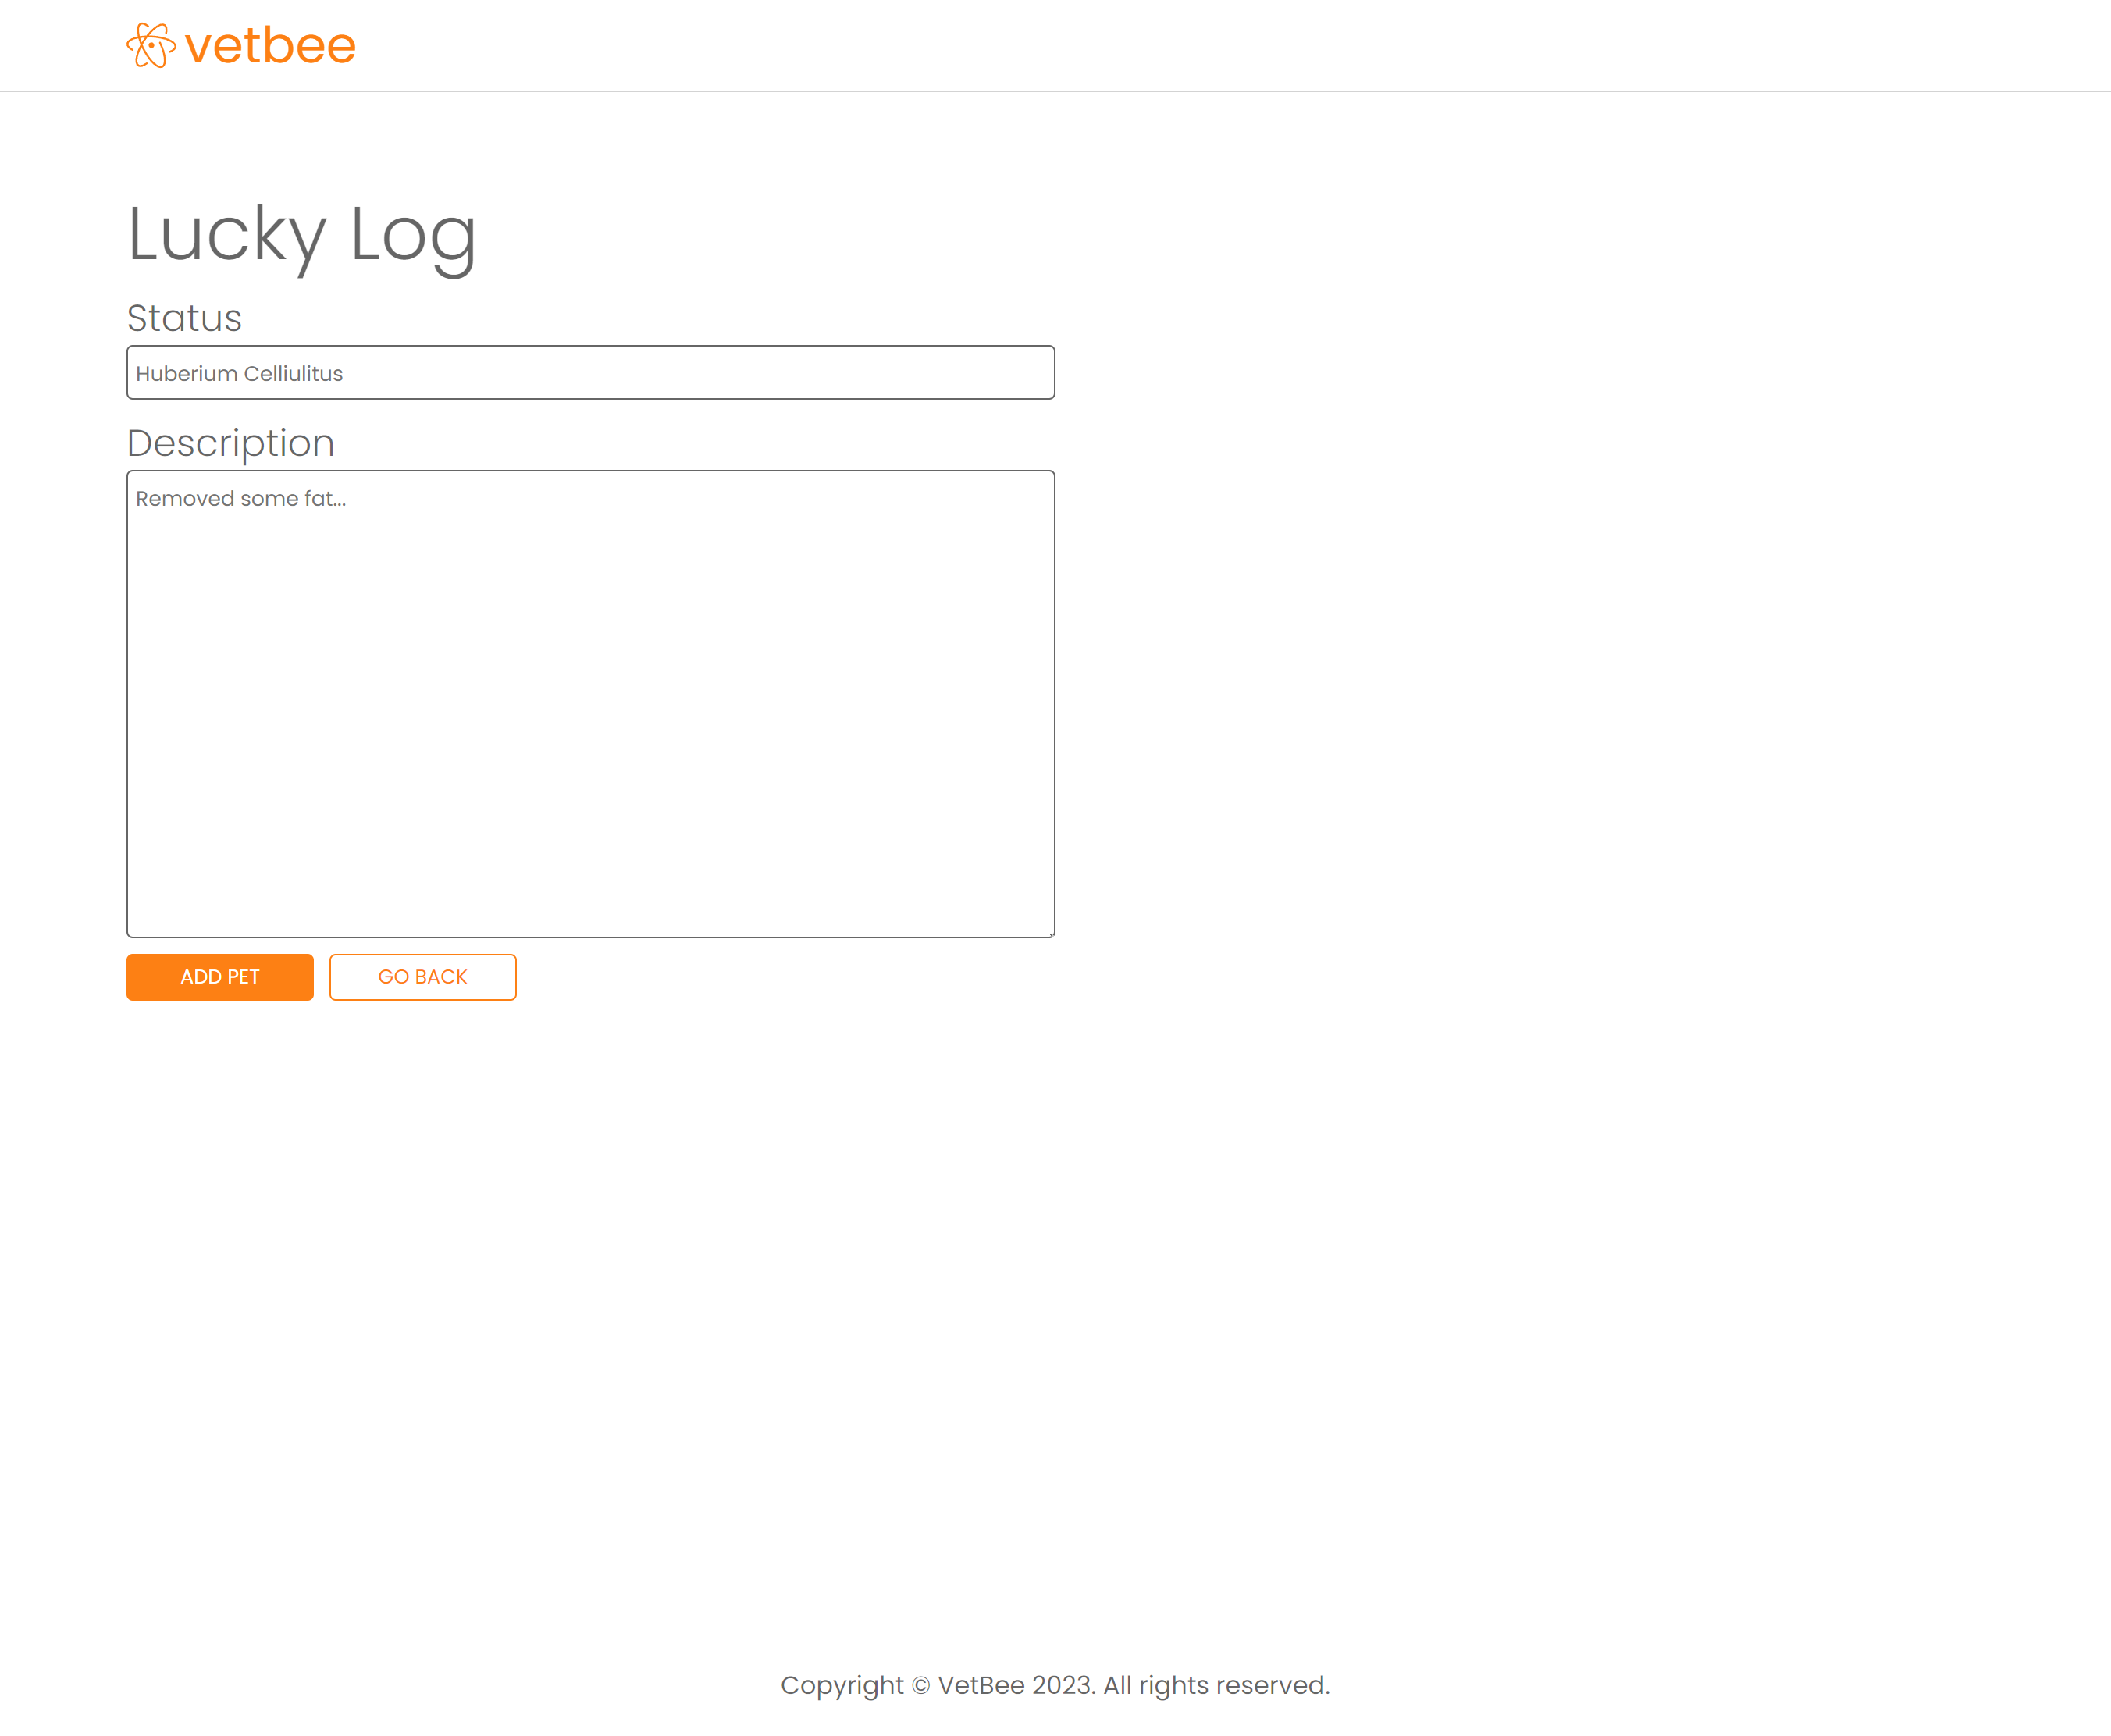 vetbee
Lucky Log
Status
Huberium Celliulitus
Description
Removed some fat...
ADD PET
GO BACK
Copyright © VetBee 2023. All rights reserved.